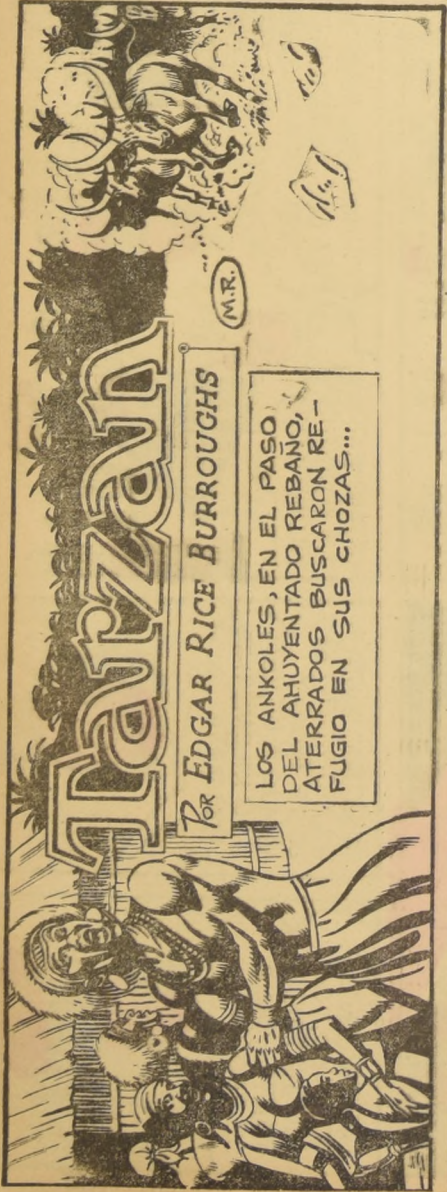 Tarzan®
POR EDGAR RICE BURROUGHS
M.R.
LOS ANKOLES, EN EL PASO
DEL AHUYENTADO REBAÑO,
ATERRADOS BUSCARON RE-
FUGIO EN SUS CHOZAS...